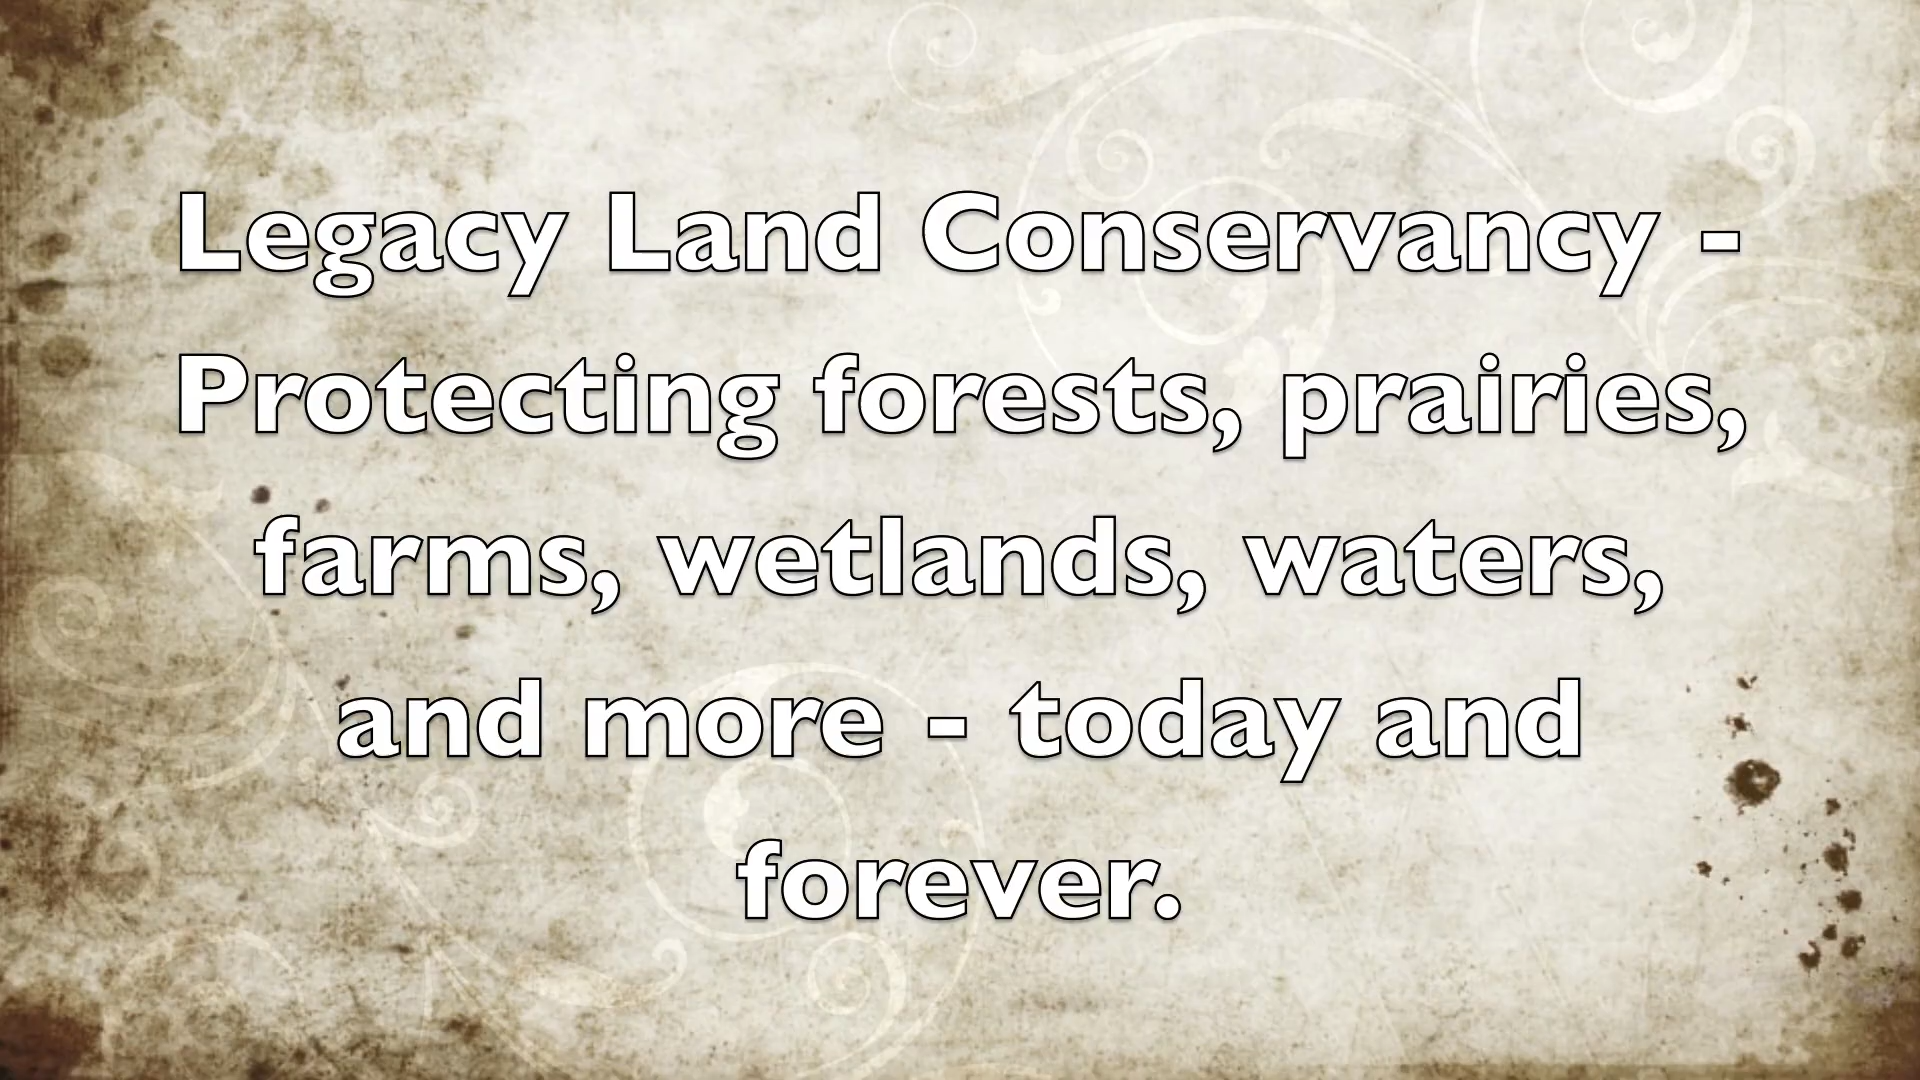 Legacy Land Conservancy -
Protecting forests, prairies,
farms, wetlands, waters,
and more - today and
forever.